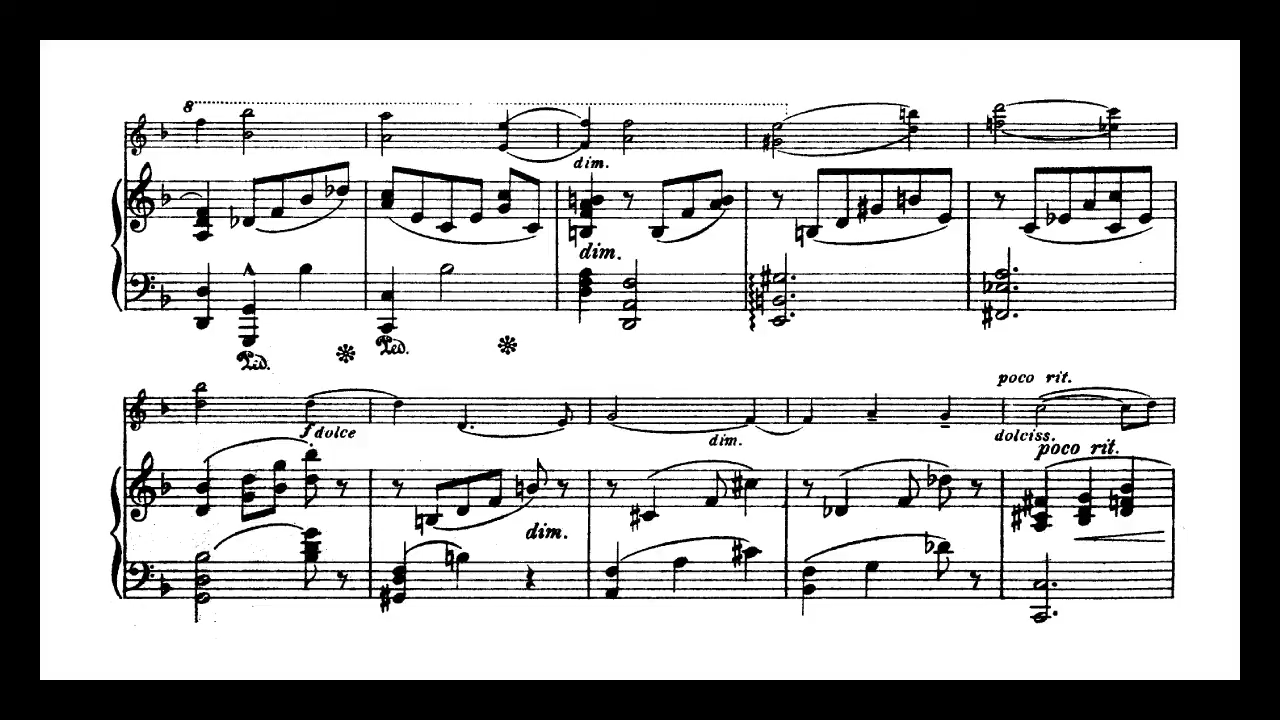 8
dim.
dim.
Ped.
Ped.
poco rit.
f dolce
dim.
dolciss.
poco rit.
dim.